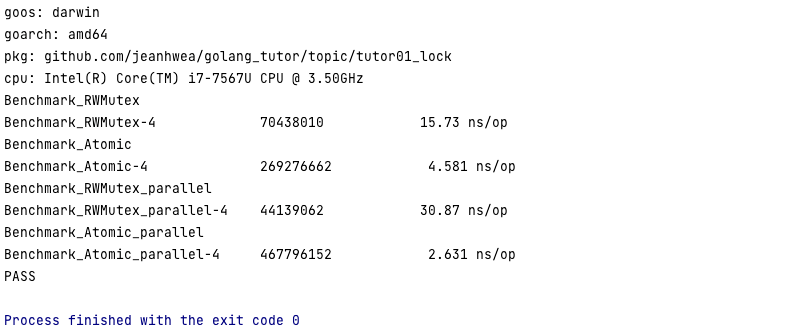 goos: darwin
goarch: amd64
pkg: github.com/jeanhwea/golang_tutor/topic/tutor01_lock
cpu: Intel(R) Core(TM) i7-7567U CPU @ 3.50GHz
Benchmark_RWMutex
Benchmark_RWMutex-4             70438010            15.73 ns/op
Benchmark_Atomic
Benchmark_Atomic-4              269276662            4.581 ns/op
Benchmark_RWMutex_parallel
Benchmark_RWMutex_parallel-4    44139062            30.87 ns/op
Benchmark_Atomic_parallel
Benchmark_Atomic_parallel-4     467796152            2.631 ns/op
PASS
Process finished with the exit code 0